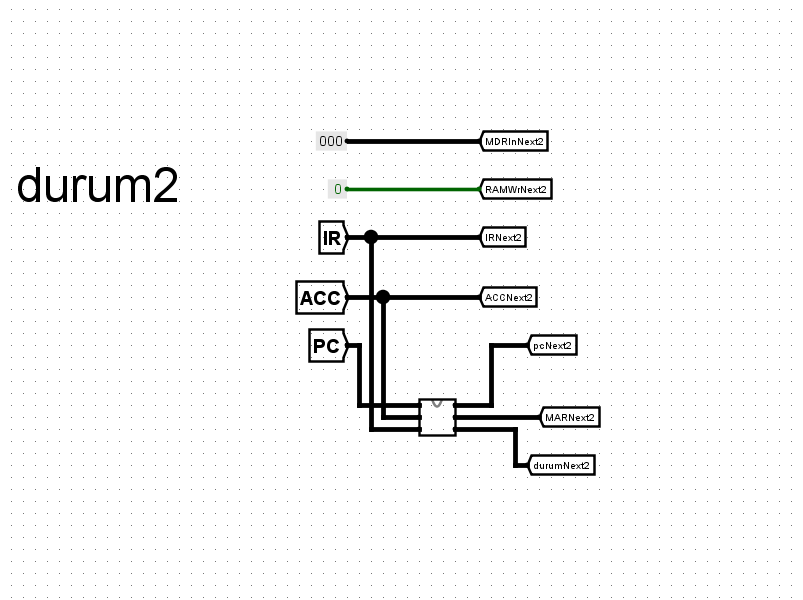 000
MDRInNext2
durum2
0
RAMWrNext2
IR
IRNext2
ACC
ACCNext2
PC
pcNext2
MARNext2
durumNext2